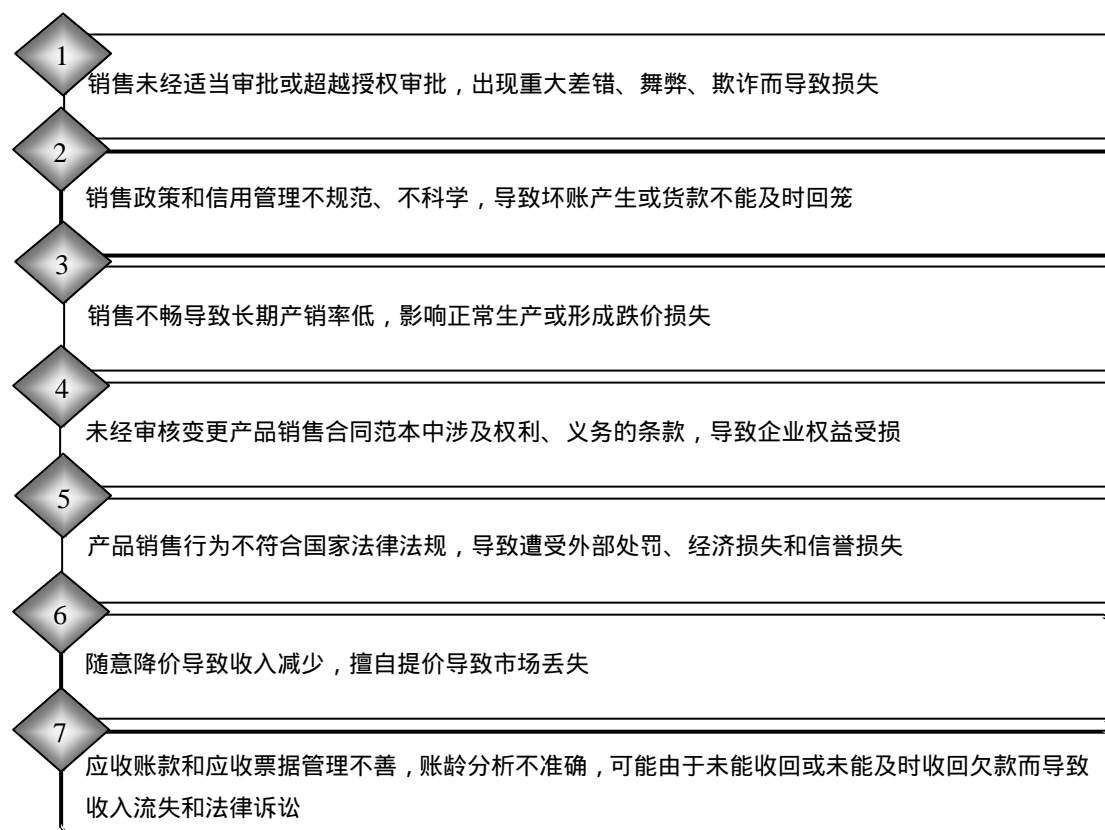 1
销售未经适当审批或超越授权审批，出现重大差错、舞弊、欺诈而导致损失
2
销售政策和信用管理不规范、不科学，导致坏账产生或货款不能及时回笼
3
销售不畅导致长期产销率低，影响正常生产或形成跌价损失
4
未经审核变更产品销售合同范本中涉及权利、义务的条款，导致企业权益受损
5
产品销售行为不符合国家法律法规，导致遭受外部处罚、经济损失和信誉损失
6
随意降价导致收入减少，擅自提价导致市场丢失
7
应收账款和应收票据管理不善，账龄分析不准确，可能由于未能收回或未能及时收回欠款而导致
收入流失和法律诉讼